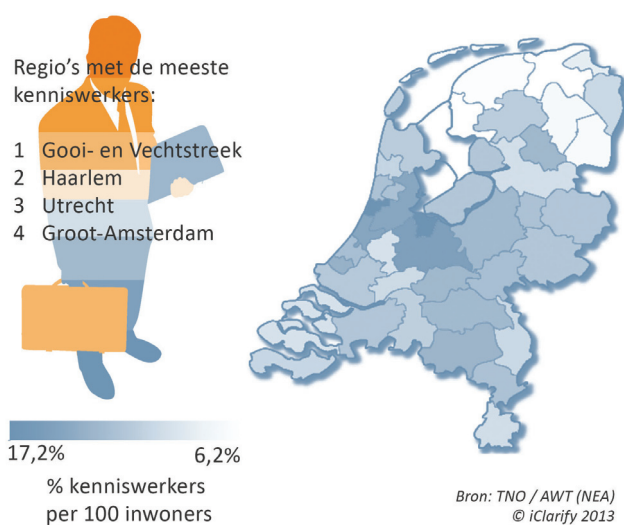 Regio's met de meeste
kenniswerkers:
1 Gooi- en Vechtstreek
2 Haarlem
3 Utrecht
4 Groot-Amsterdam
17,2%
6,2%
% kenniswerkers
per 100 inwoners
Bron: TNO / AWT (NEA)
© iClarify 2013